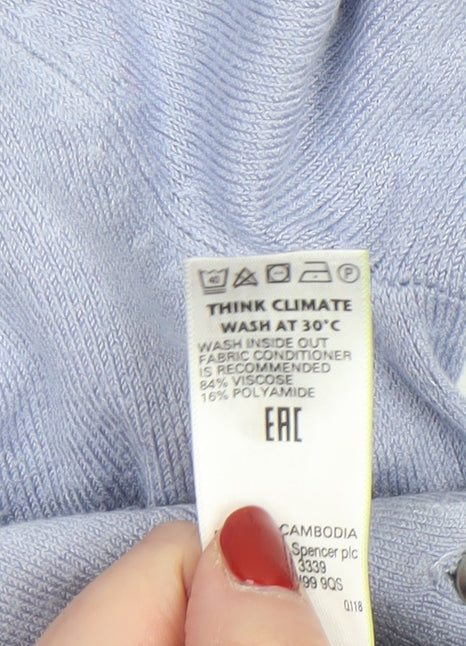 40 P
THINK CLIMATE
WASH AT 30°C
WASH INSIDE OUT
FABRIC CONDITIONER
IS RECOMMENDED
84% VISCOSE
16% POLYAMIDE
EAC
CAMBODIA
Spencer plc
3339
9QS
Q118